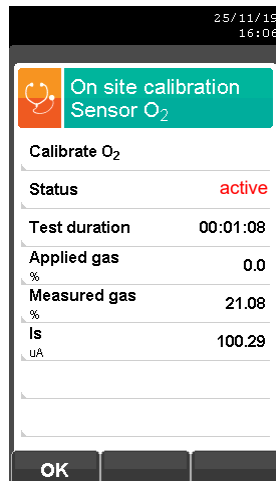 25/11/19
16:06
On site calibration
Sensor O₂
Calibrate O₂
Status active
Test duration 00:01:08
Applied gas 0.0
%
Measured gas 21.08
%
Is 100.29
uA
OK